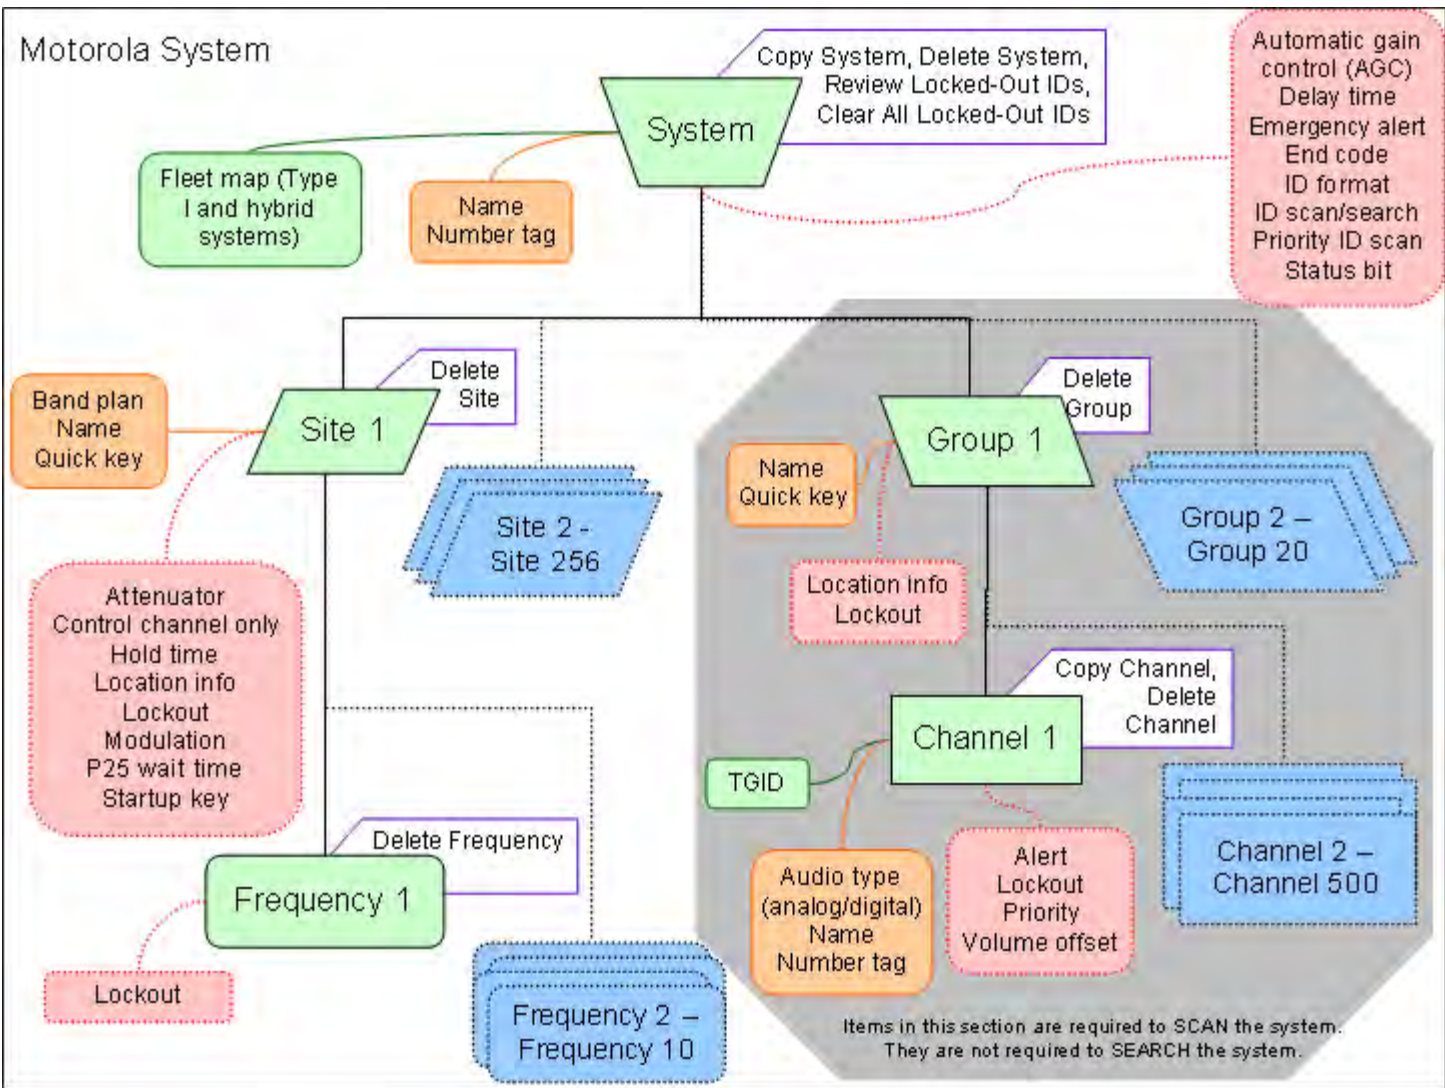 Motorola System
Copy System, Delete System,
Review Locked-Out IDs,
Clear All Locked-Out IDs
System
Automatic gain
control (AGC)
Delay time
Emergency alert
End code
ID format
ID scan/search
Priority ID scan
Status bit
Fleet map (Type
I and hybrid
systems)
Name
Number tag
Delete
Site
Band plan
Name
Quick key
Site 1
Site 2 -
Site 256
Delete
Group
Group 1
Name
Quick key
Group 2 –
Group 20
Location info
Lockout
Attenuator
Control channel only
Hold time
Location info
Lockout
Modulation
P25 wait time
Startup key
Copy Channel,
Delete
Channel
Channel 1
TGID
Delete Frequency
Frequency 1
Audio type
(analog/digital)
Name
Number tag
Alert
Lockout
Priority
Volume offset
Channel 2 –
Channel 500
Lockout
Frequency 2 –
Frequency 10
Items in this section are required to SCAN the system.
They are not required to SEARCH the system.